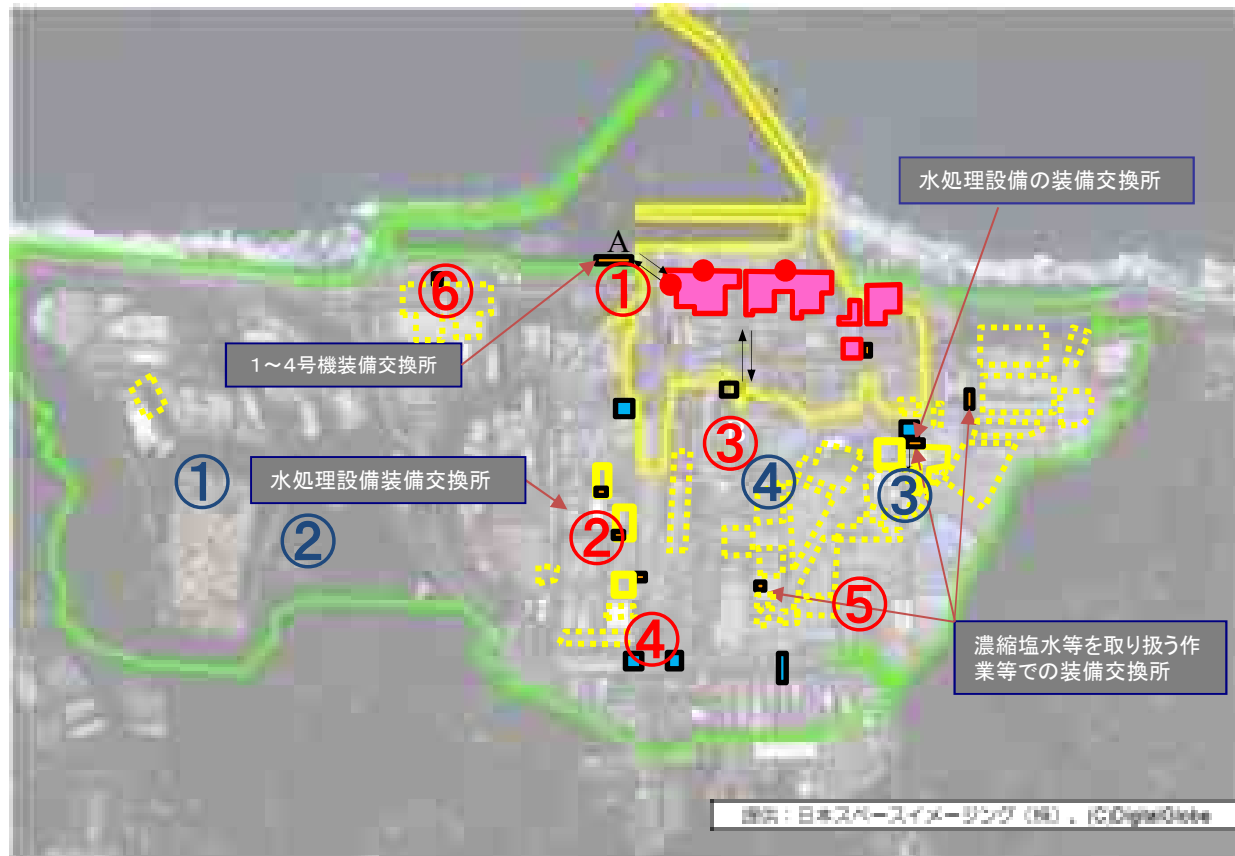 水処理設備の装備交換所
A
①
⑥
1~4号機装備交換所
③
④
①
水処理設備装備交換所
③
②
②
⑤
④
濃縮塩水等を取り扱う作
業等での装備交換所
提供:日本スペースイメージング(株)、(C)DigitalGlobe